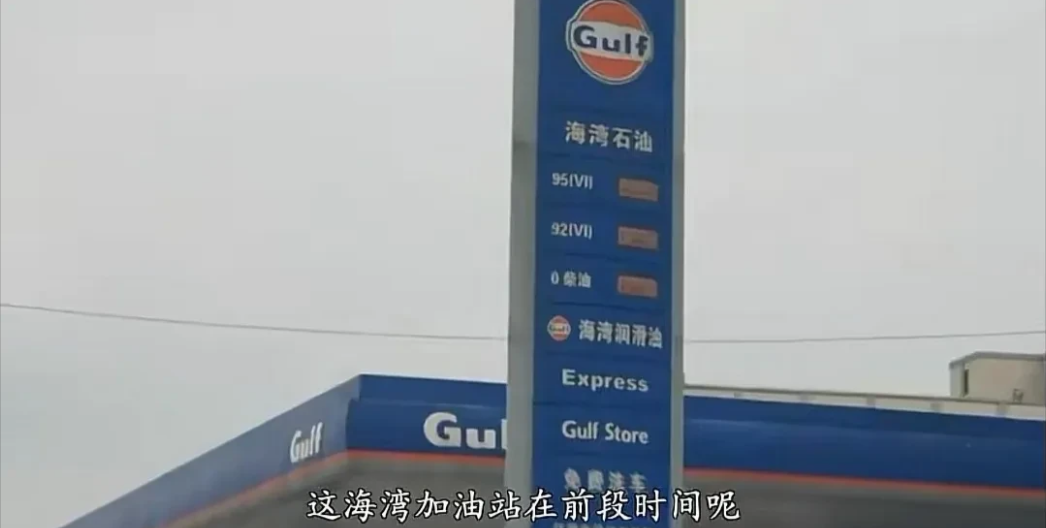 Gulf
海湾石油
95(VI)
92(VI)
0 柴油
Gulf 海湾润滑油
Express
Gulf Store
免费洗车
Gulf
Gul
这海湾加油站在前段时间呢